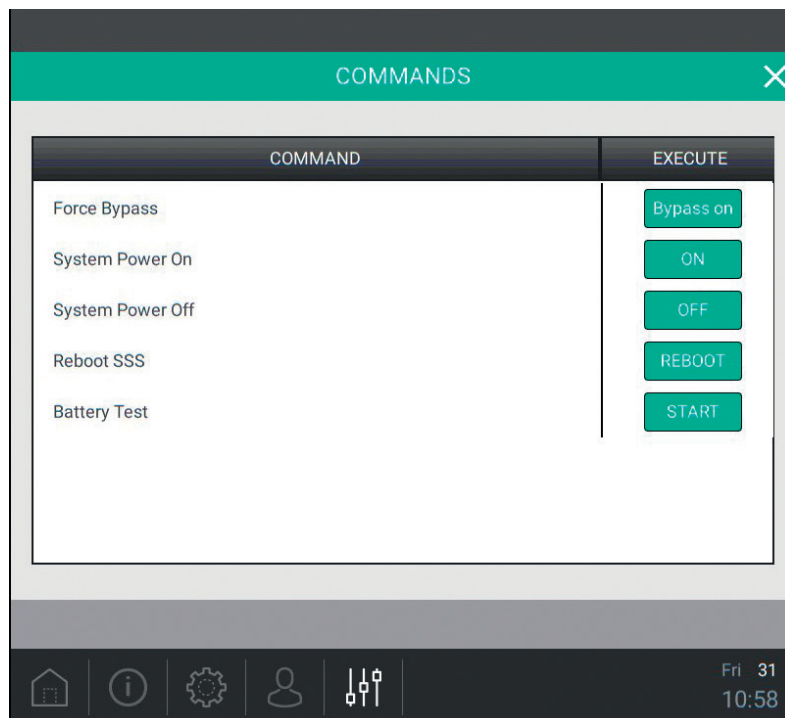 COMMANDS
COMMAND EXECUTE
Force Bypass Bypass on
System Power On ON
System Power Off OFF
Reboot SSS REBOOT
Battery Test START
Fri 31
10:58